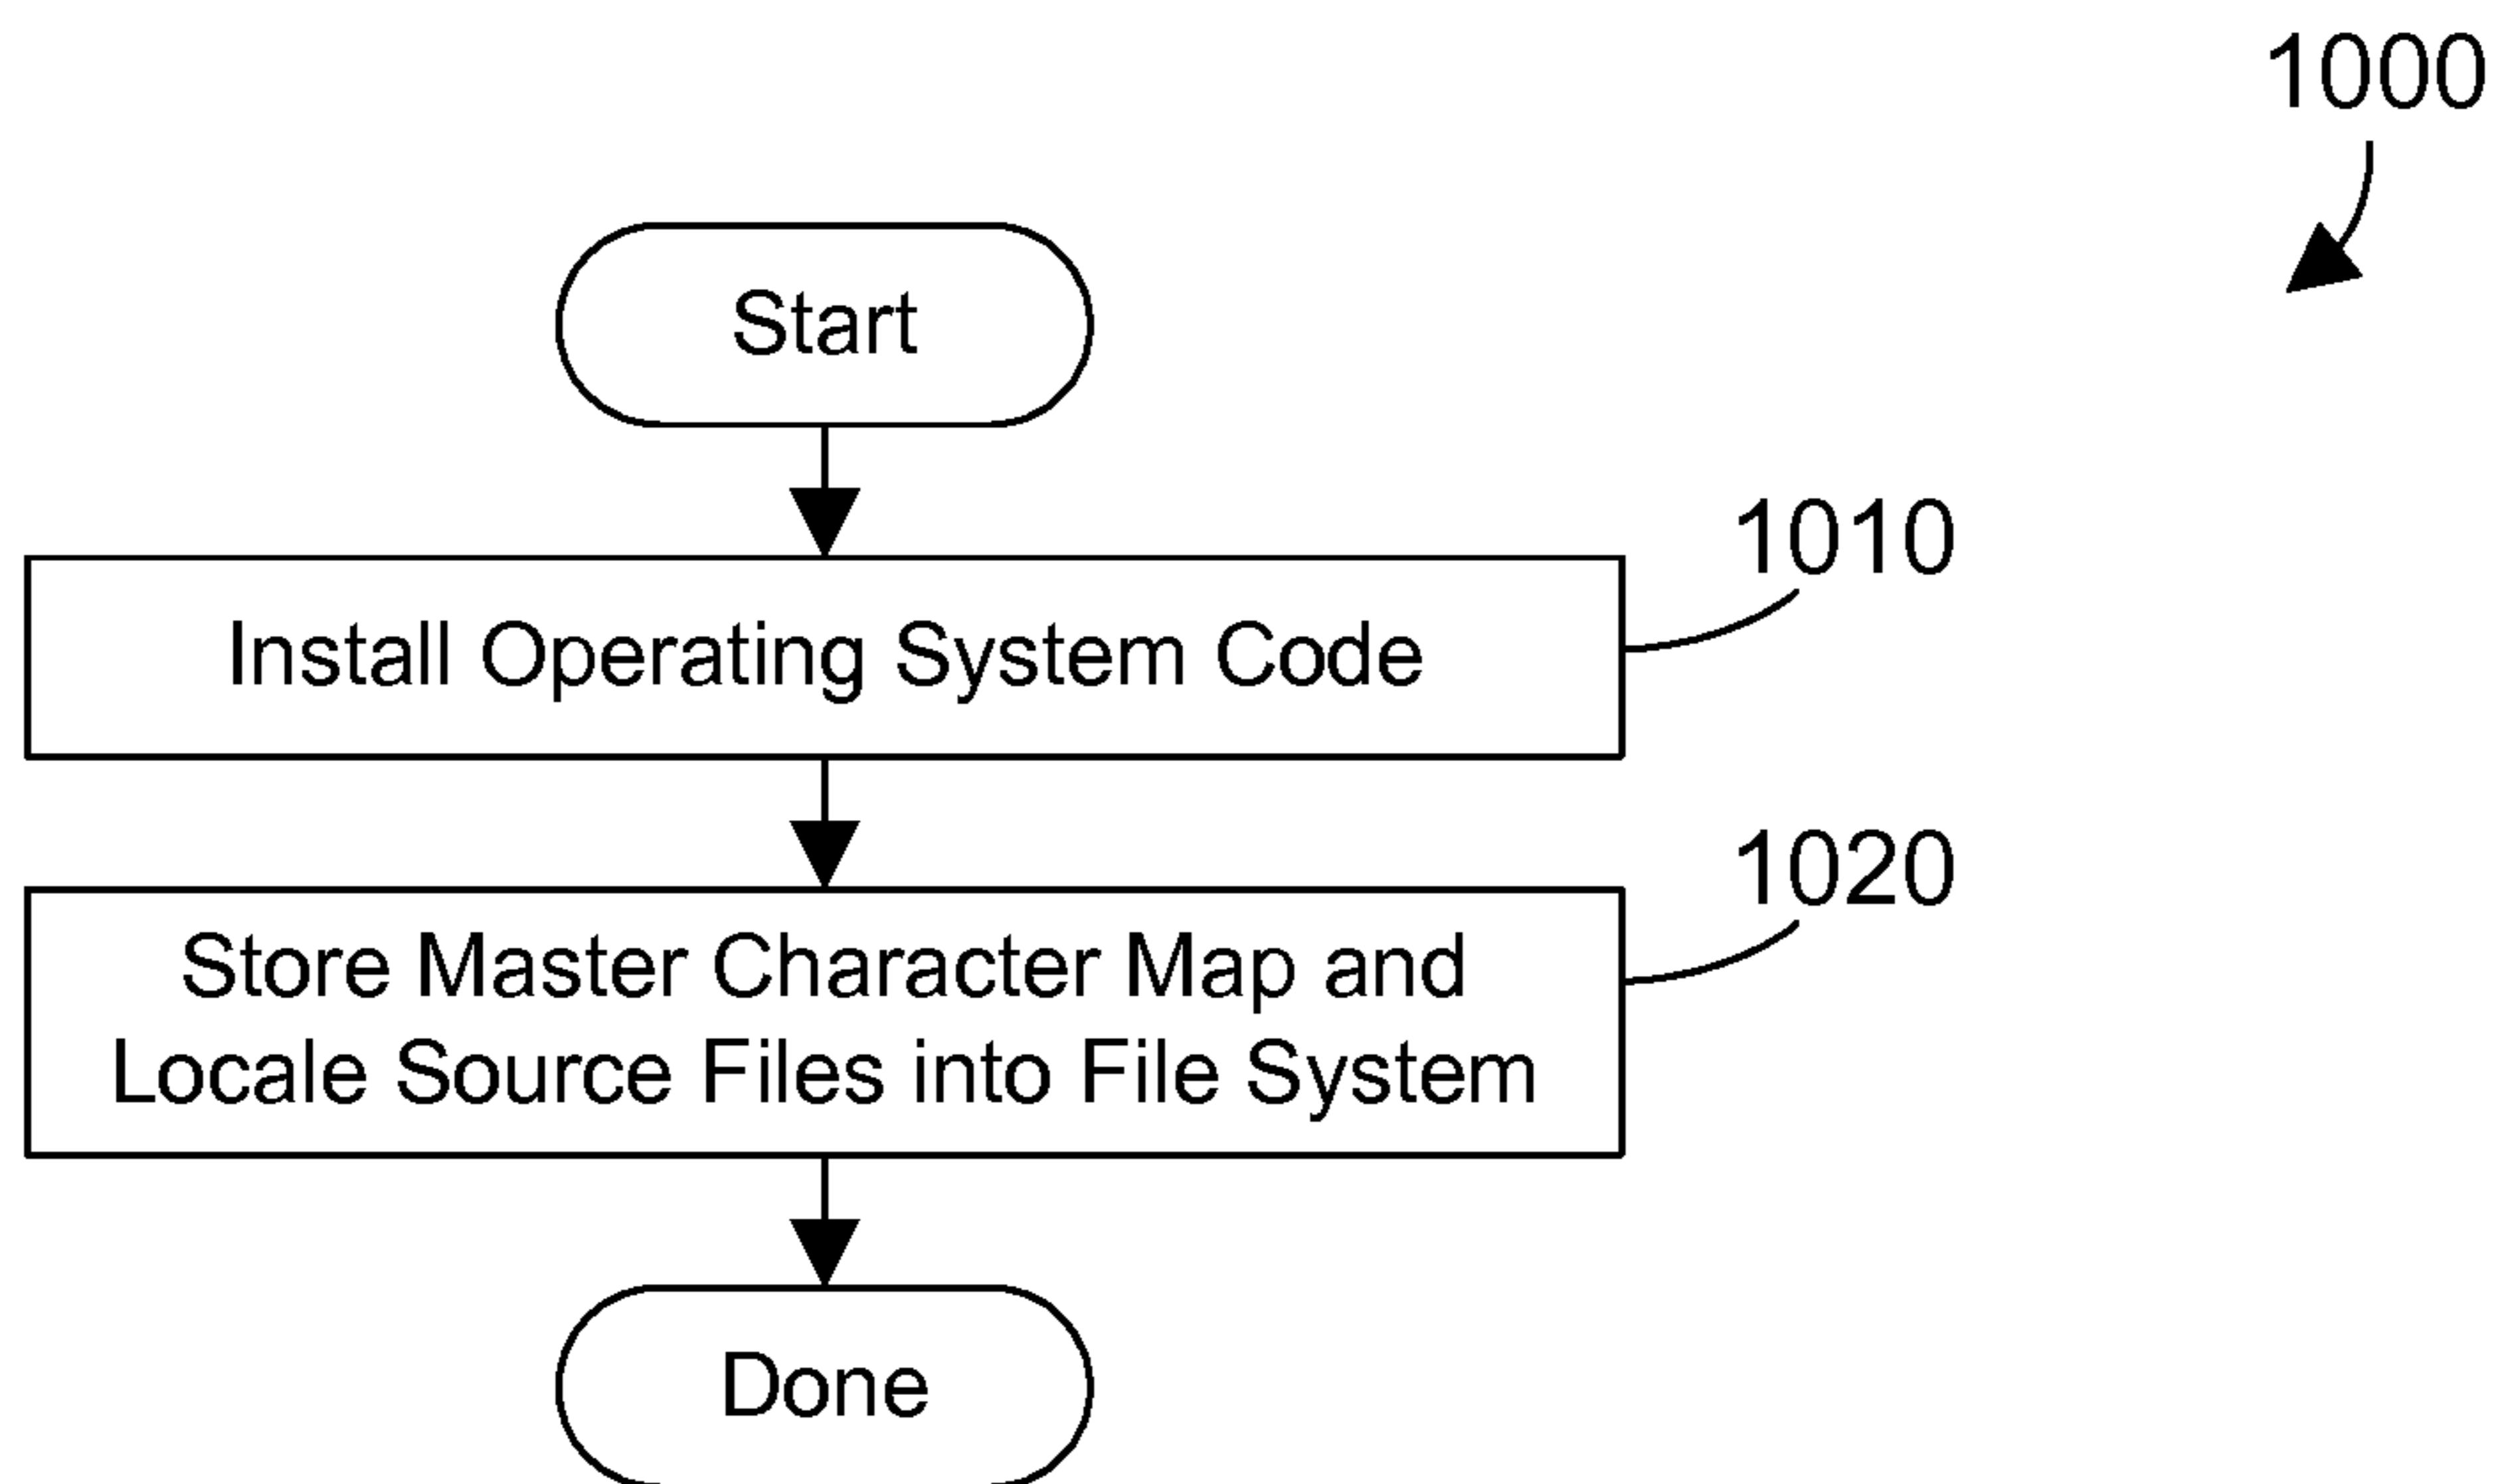 1000
Start
1010
Install Operating System Code
1020
Store Master Character Map and
Locale Source Files into File System
Done